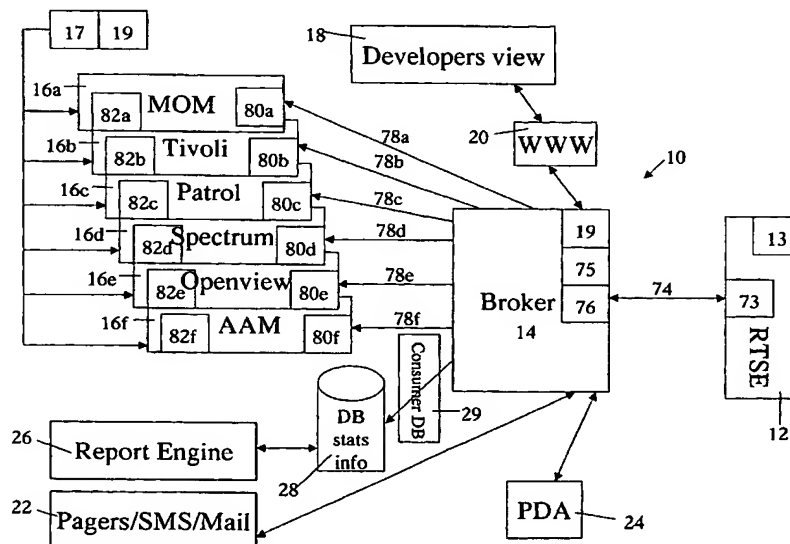 17 19
18
Developers view
16a
MOM
82a
80a
20
WWW
78a
10
16b
Tivoli
82b
80b
78b
16c
Patrol
82c
80c
78c
16d
Spectrum
82d
80d
78d
16e
Openview
82e
80e
78e
16f
AAM
82f
80f
78f
Broker
14
19
75
76
74
13
73
RTSE
12
Consumer DB
29
DB
stats
info
28
26
Report Engine
22
Pagers/SMS/Mail
PDA
24